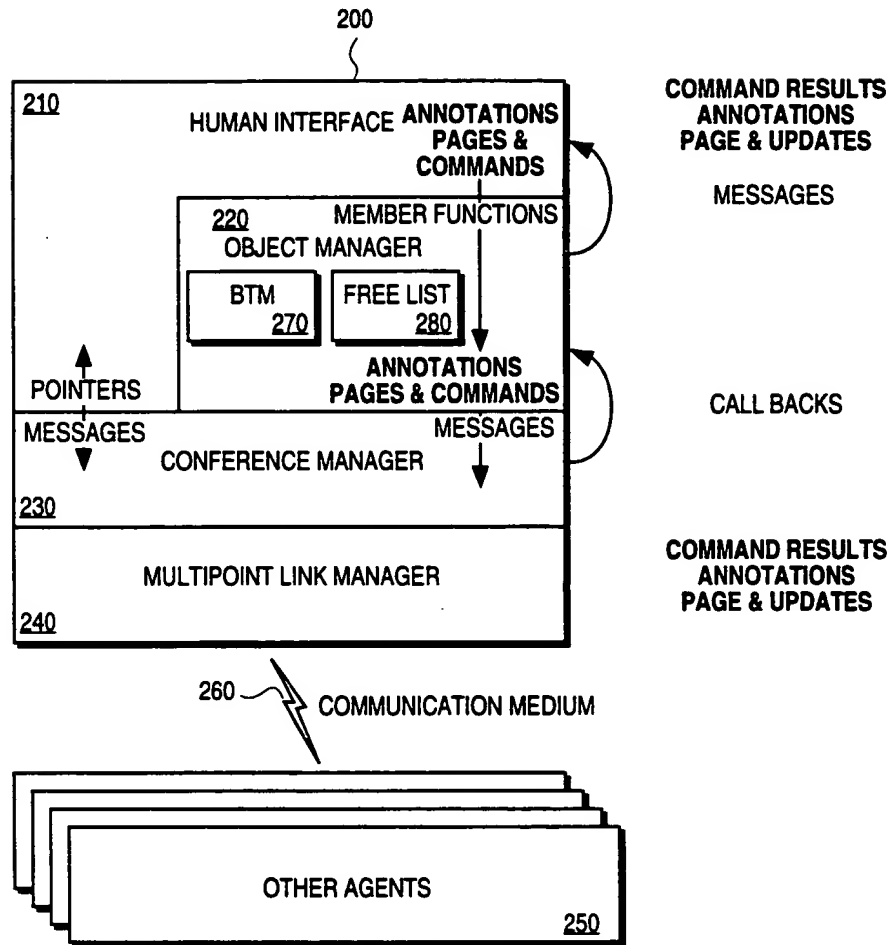 200
210
HUMAN INTERFACE
ANNOTATIONS
PAGES &
COMMANDS
COMMAND RESULTS
ANNOTATIONS
PAGE & UPDATES
MESSAGES
220
MEMBER FUNCTIONS
OBJECT MANAGER
BTM
270
FREE LIST
280
ANNOTATIONS
PAGES & COMMANDS
POINTERS
MESSAGES
MESSAGES
CALL BACKS
CONFERENCE MANAGER
230
MULTIPOINT LINK MANAGER
240
COMMAND RESULTS
ANNOTATIONS
PAGE & UPDATES
260
COMMUNICATION MEDIUM
OTHER AGENTS
250